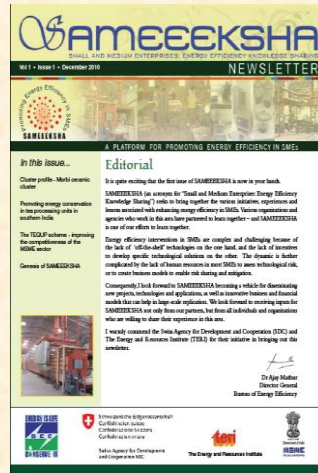 SAMEEEKSHA
SMALL AND MEDIUM ENTERPRISES: ENERGY EFFICIENCY KNOWLEDGE SHARING
Vol 1 • Issue 1 • December 2010
NEWSLETTER
Promoting Energy Efficiency in SMEs
SAMEEEKSHA
A PLATFORM FOR PROMOTING ENERGY EFFICIENCY IN SMEs
In this issue...
Cluster profile - Morbi ceramic
cluster
Promoting energy conservation
in tea processing units in
southern India
The TEQUP scheme - improving
the competitiveness of the
MSME sector
Genesis of SAMEEEKSHA
Editorial
It is quite exciting that the first issue of SAMEEEKSHA is now in your hands.
SAMEEEKSHA (an acronym for "Small and Medium Enterprises: Energy Efficiency
Knowledge Sharing") seeks to bring together the various initiatives, experiences and
lessons associated with enhancing energy efficiency in SMEs. Various organizations and
agencies who work in this area have partnered to learn together – and SAMEEEKSHA
is one of our efforts to learn together.
Energy efficiency interventions in SMEs are complex and challenging because of
the lack of 'off-the-shelf' technologies on the one hand, and the lack of incentives
to develop specific technological solutions on the other. The dynamic is further
complicated by the lack of human resources in most SMEs to assess technological risk,
or to create business models to enable risk sharing and mitigation.
Consequently, I look forward to SAMEEEKSHA becoming a vehicle for disseminating
new projects, technologies and applications, as well as innovative business and financial
models that can help in large-scale replication. We look forward to receiving inputs for
SAMEEEKSHA not only from our partners, but from all individuals and organizations
who are willing to share their experience in this area.
I warmly commend the Swiss Agency for Development and Cooperation (SDC) and
The Energy and Resources Institute (TERI) for their initiative in bringing out this
newsletter.
Dr Ajay Mathur
Director General
Bureau of Energy Efficiency
ENERGY IS LIFE
BEE
CONSERVE IT
Schweizerische Eidgenossenschaft
Confédération suisse
Confederazione Svizzera
Confederaziun svizra
Swiss Agency for Development
and Cooperation SDC
teri
The Energy and Resources Institute